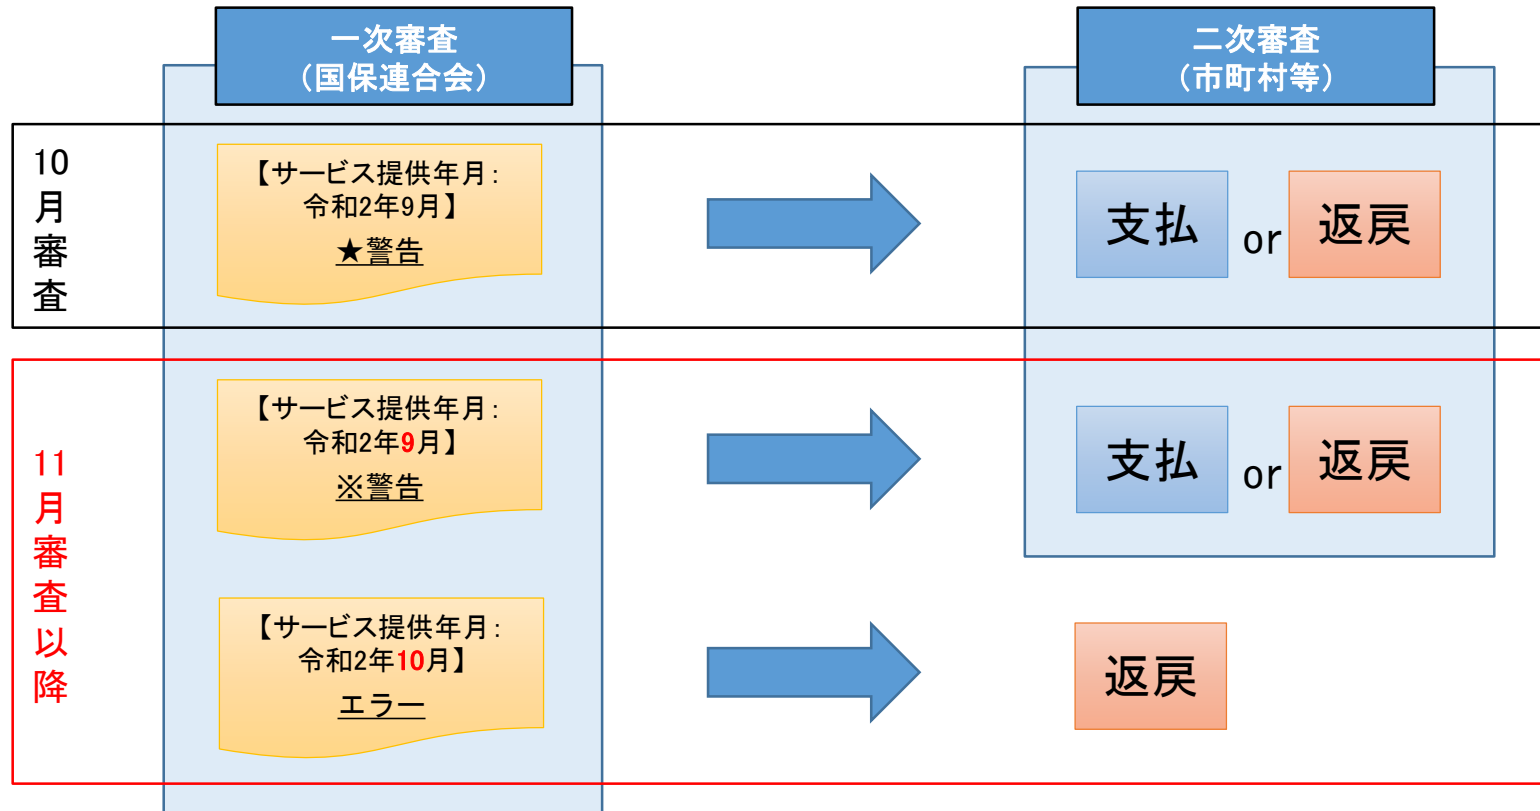 一次審査
（国保連合会）
二次審査
（市町村等）
10月審査
【サービス提供年月：
令和2年9月】
★警告
支払
or
返戻
11月審査以降
【サービス提供年月：
令和2年9月】
※警告
支払
or
返戻
【サービス提供年月：
令和2年10月】
エラー
返戻